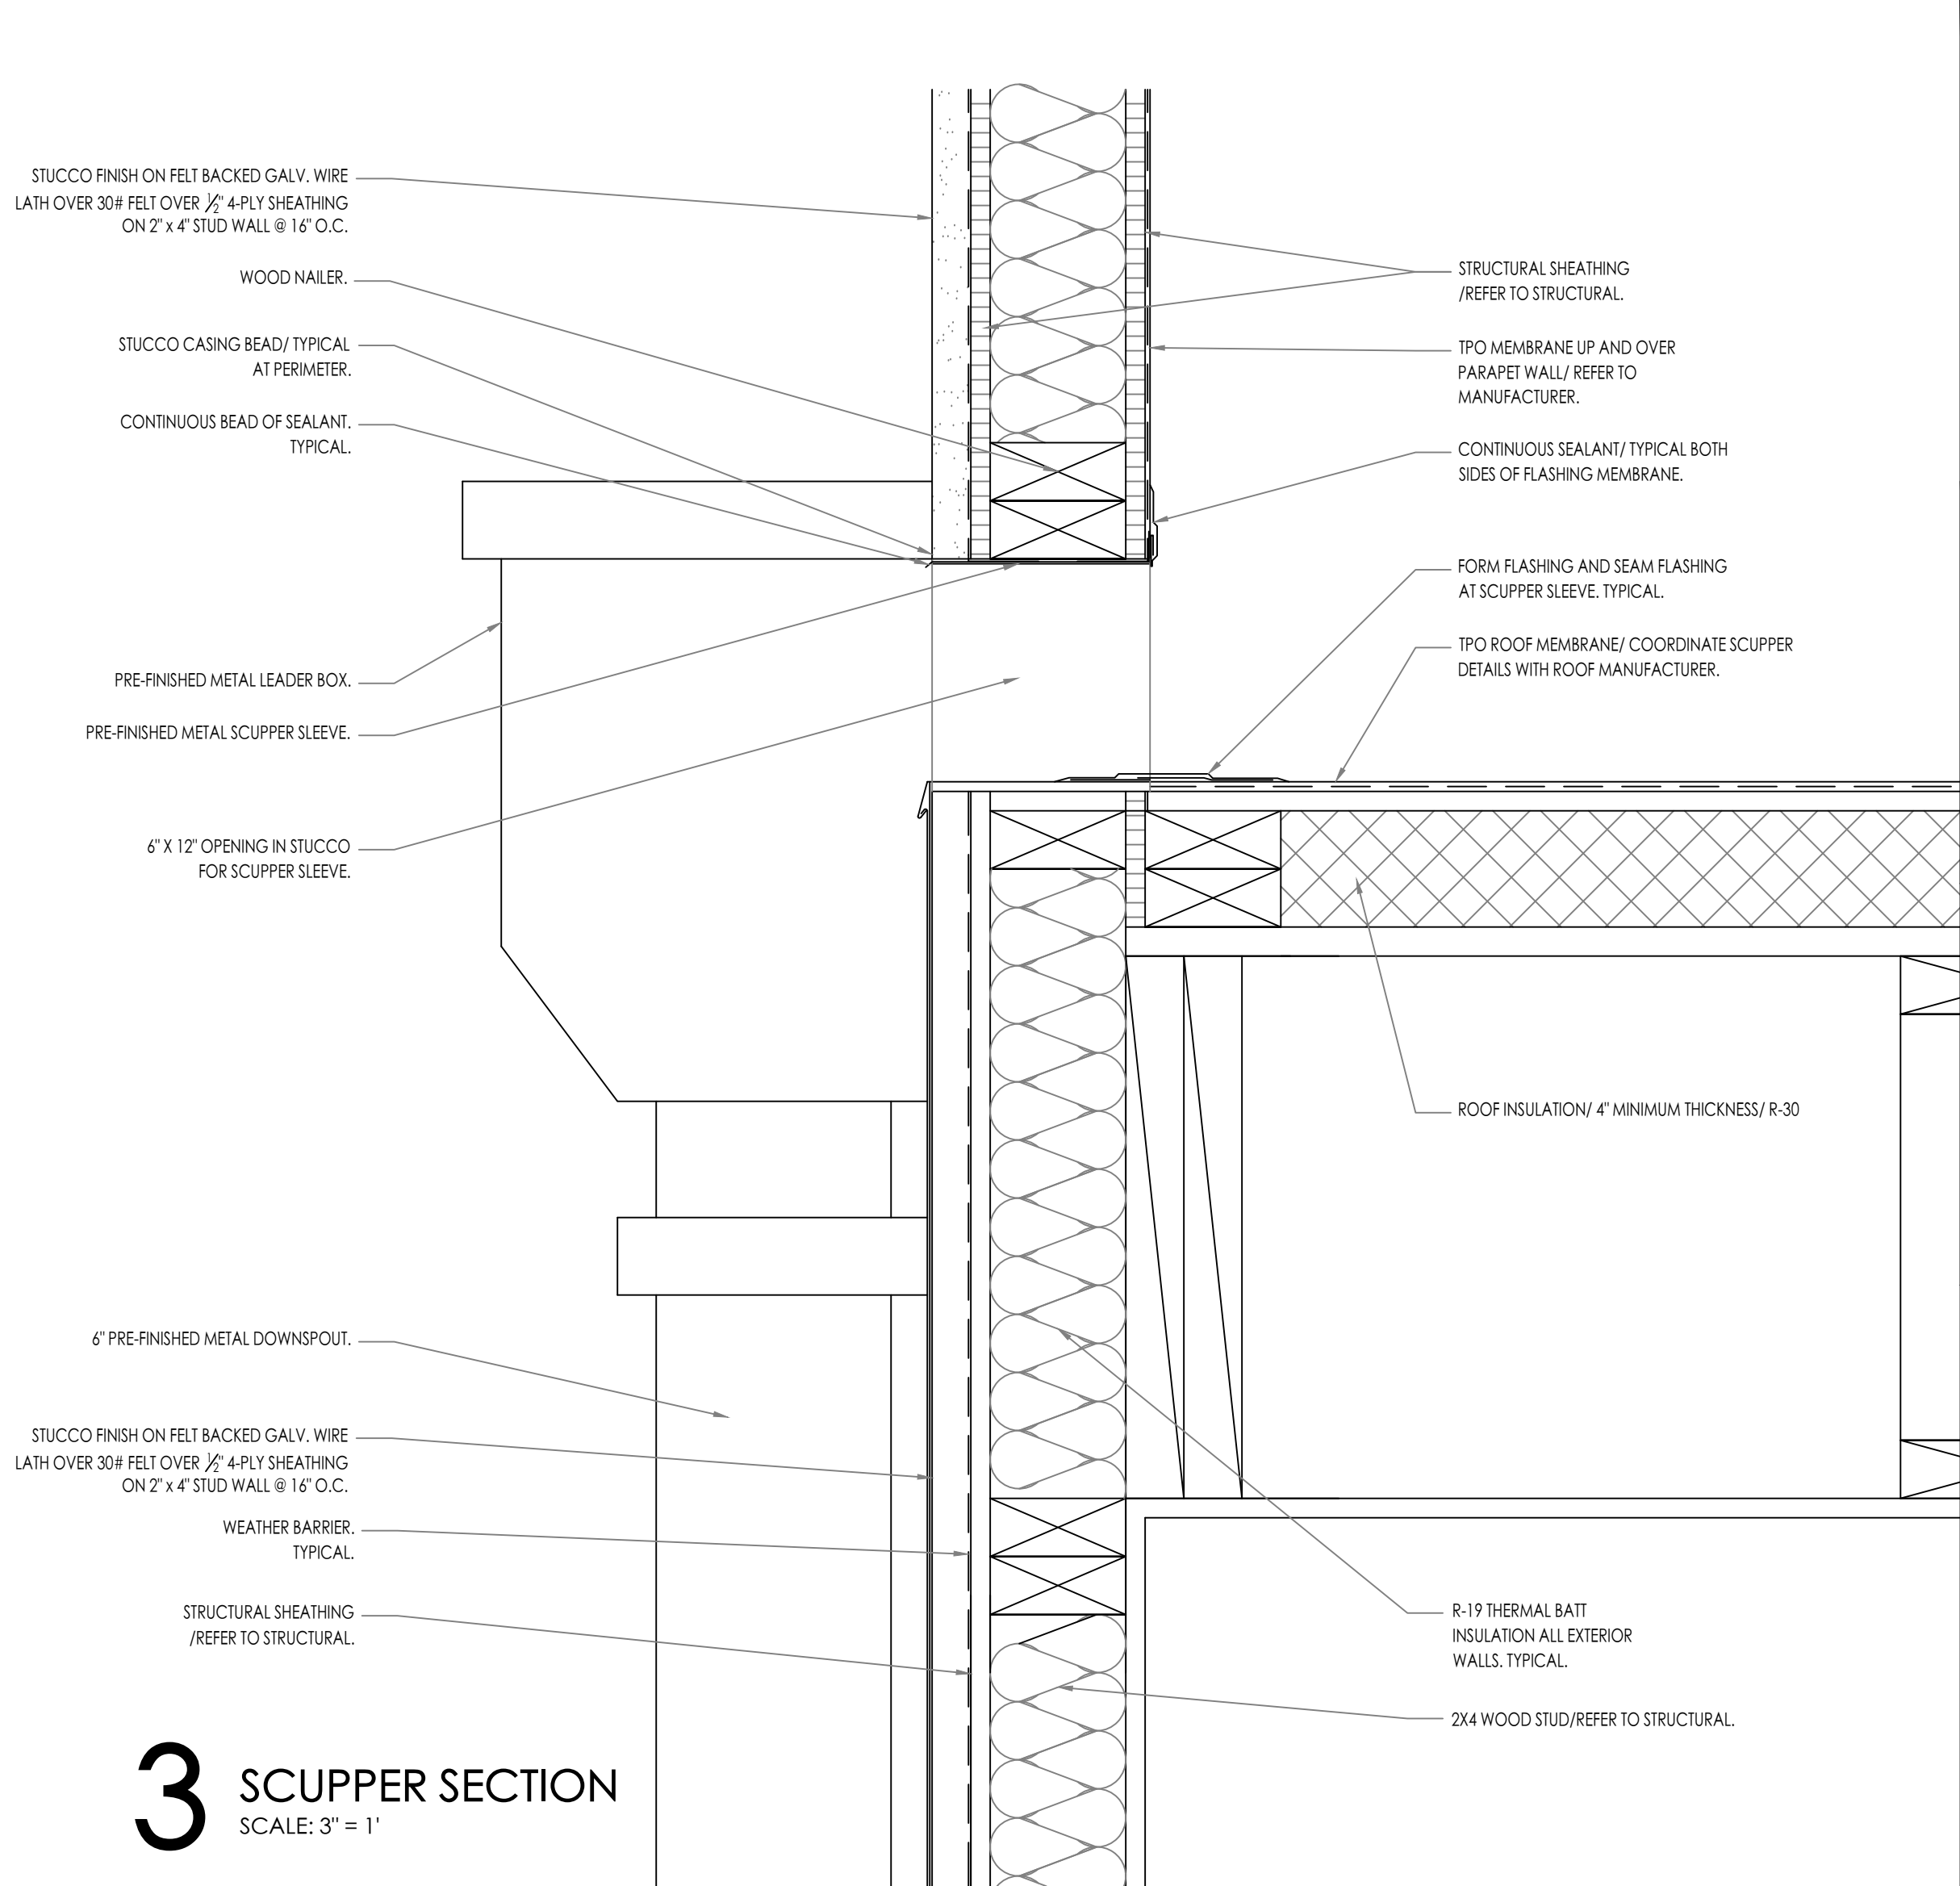 STUCCO FINISH ON FELT BACKED GALV. WIRE
LATH OVER 30# FELT OVER ½" 4-PLY SHEATHING
ON 2" x 4" STUD WALL @ 16" O.C.
WOOD NAILER.
STUCCO CASING BEAD/ TYPICAL
AT PERIMETER.
CONTINUOUS BEAD OF SEALANT.
TYPICAL.
PRE-FINISHED METAL LEADER BOX.
PRE-FINISHED METAL SCUPPER SLEEVE.
6" X 12" OPENING IN STUCCO
FOR SCUPPER SLEEVE.
6" PRE-FINISHED METAL DOWNSPOUT.
STUCCO FINISH ON FELT BACKED GALV. WIRE
LATH OVER 30# FELT OVER ½" 4-PLY SHEATHING
ON 2" x 4" STUD WALL @ 16" O.C.
WEATHER BARRIER.
TYPICAL.
STRUCTURAL SHEATHING
/REFER TO STRUCTURAL.
STRUCTURAL SHEATHING
/REFER TO STRUCTURAL.
TPO MEMBRANE UP AND OVER
PARAPET WALL/ REFER TO
MANUFACTURER.
CONTINUOUS SEALANT/ TYPICAL BOTH
SIDES OF FLASHING MEMBRANE.
FORM FLASHING AND SEAM FLASHING
AT SCUPPER SLEEVE. TYPICAL.
TPO ROOF MEMBRANE/ COORDINATE SCUPPER
DETAILS WITH ROOF MANUFACTURER.
ROOF INSULATION/ 4" MINIMUM THICKNESS/ R-30
R-19 THERMAL BATT
INSULATION ALL EXTERIOR
WALLS. TYPICAL.
2X4 WOOD STUD/REFER TO STRUCTURAL.
3 SCUPPER SECTION
SCALE: 3" = 1'